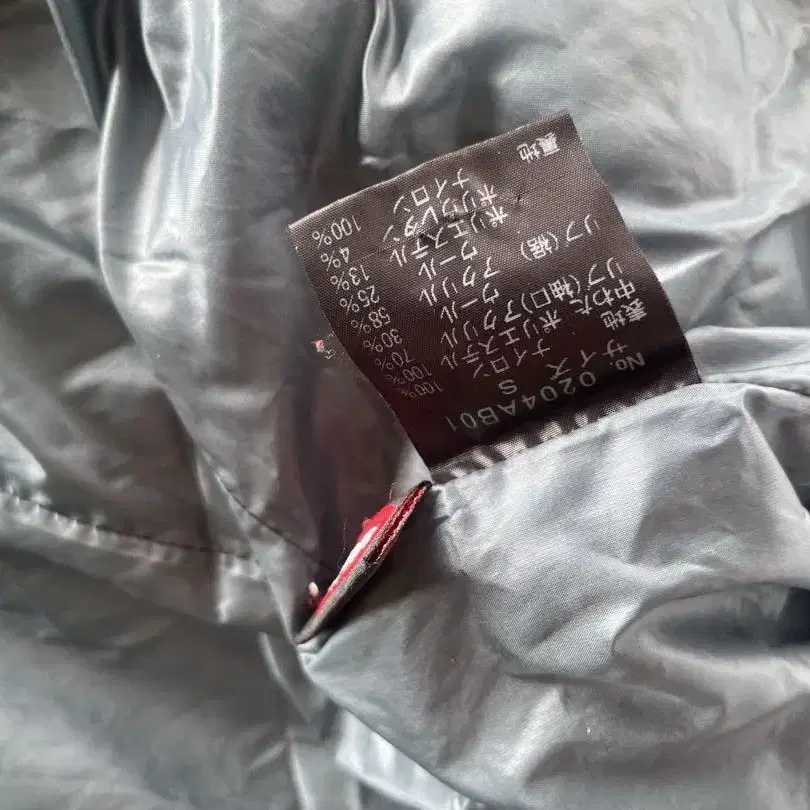 No. 0204AB01
サイズ S
表地 ナイロン 100%
中わた ポリエステル 100%
リブ(袖口) アクリル 70%
ウール 30%
リブ(裾) アクリル 58%
ウール 25%
ポリエステル 13%
ポリウレタン 4%
裏地 ナイロン 100%